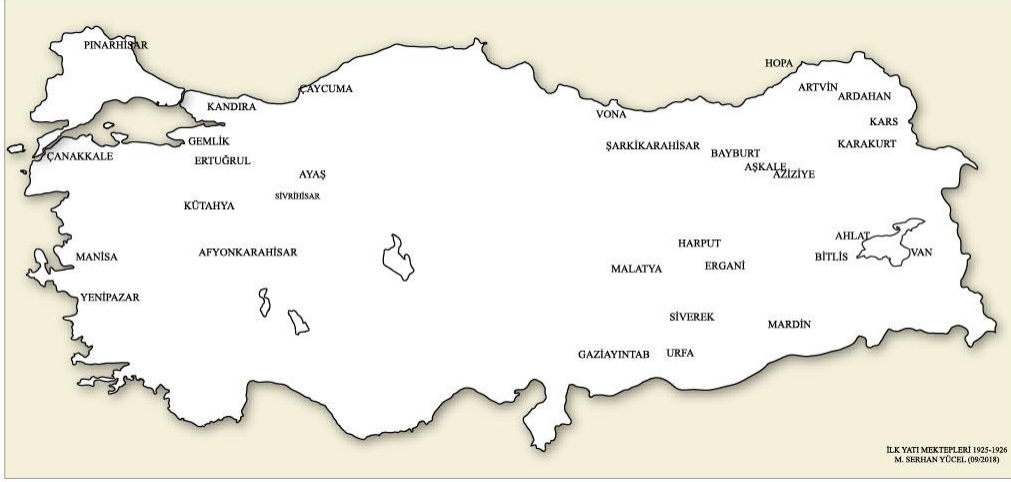 PINARHİSAR
HOPA
ÇAYCUMA
ARTVİN
ARDAHAN
KANDIRA
VONA
KARS
GEMLİK
ŞARKİKARAHİSAR
KARAKURT
ÇANAKKALE
ERTUĞRUL
BAYBURT
AŞKALE
AYAŞ
AZİZİYE
SİVRİHİSAR
KÜTAHYA
AHLAT
HARPUT
AFYONKARAHİSAR
VAN
MANİSA
BİTLİS
MALATYA
ERGANİ
YENİPAZAR
SİVEREK
MARDİN
GAZİAYINTAB
URFA
İLK YATI MEKTEPLERİ 1925-1926
M. SERHAN YÜCEL (09/2018)